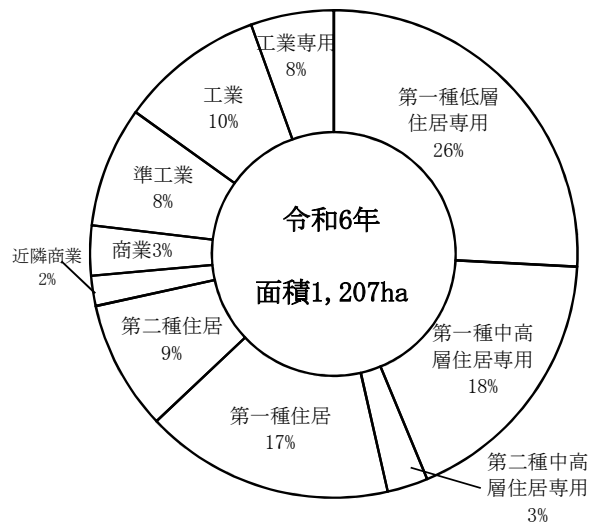 工業専用
8%
第一種低層
住居専用
26%
工業
10%
準工業
8%
令和6年
面積1,207ha
商業3%
近隣商業
2%
第二種住居
9%
第一種中高
層住居専用
18%
第一種住居
17%
第二種中高
層住居専用
3%